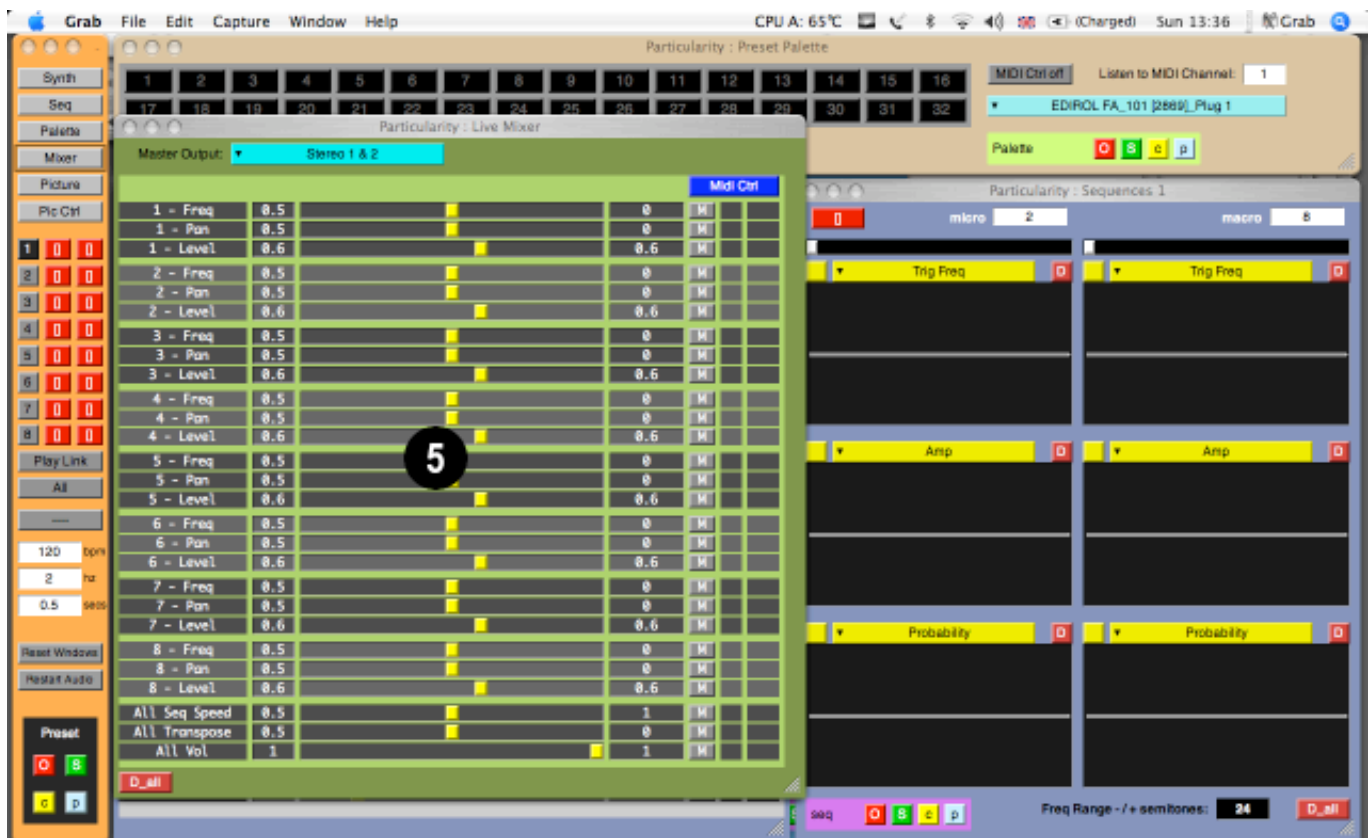 Grab File Edit Capture Window Help CPU A: 65°C (Charged) Sun 13:36 Grab
Particularity : Preset Palette
1 2 3 4 5 6 7 8 9 10 11 12 13 14 15 16
17 18 19 20 21 22 23 24 25 26 27 28 29 30 31 32
MIDI Ctrl off Listen to MIDI Channel: 1
EDIROL FA_101 [2869]_Plug 1
Palette O S c p
Synth
Seq
Palette
Mixer
Picture
Pic Ctrl
1 [] []
2 [] []
3 [] []
4 [] []
5 [] []
6 [] []
7 [] []
8 [] []
Play Link
All
----
120 bpm
2 hz
0.5 secs
Reset Windows
Restart Audio
Preset
O S
c p
Particularity : Live Mixer
Master Output: Stereo 1 & 2
Midi Ctrl
1 - Freq 0.5 0 M
1 - Pan 0.5 0 M
1 - Level 0.6 0.6 M
2 - Freq 0.5 0 M
2 - Pan 0.5 0 M
2 - Level 0.6 0.6 M
3 - Freq 0.5 0 M
3 - Pan 0.5 0 M
3 - Level 0.6 0.6 M
4 - Freq 0.5 0 M
4 - Pan 0.5 0 M
4 - Level 0.6 0.6 M
5
5 - Freq 0.5 0 M
5 - Pan 0.5 0 M
5 - Level 0.6 0.6 M
6 - Freq 0.5 0 M
6 - Pan 0.5 0 M
6 - Level 0.6 0.6 M
7 - Freq 0.5 0 M
7 - Pan 0.5 0 M
7 - Level 0.6 0.6 M
8 - Freq 0.5 0 M
8 - Pan 0.5 0 M
8 - Level 0.6 0.6 M
All Seq Speed 0.5 1 M
All Transpose 0.5 0 M
All Vol 1 1 M
D_all
Particularity : Sequences 1
[] micro 2 macro 8
Trig Freq D Trig Freq D
Amp D Amp D
Probability D Probability D
seq O S c p Freq Range - / + semitones: 24 D_all